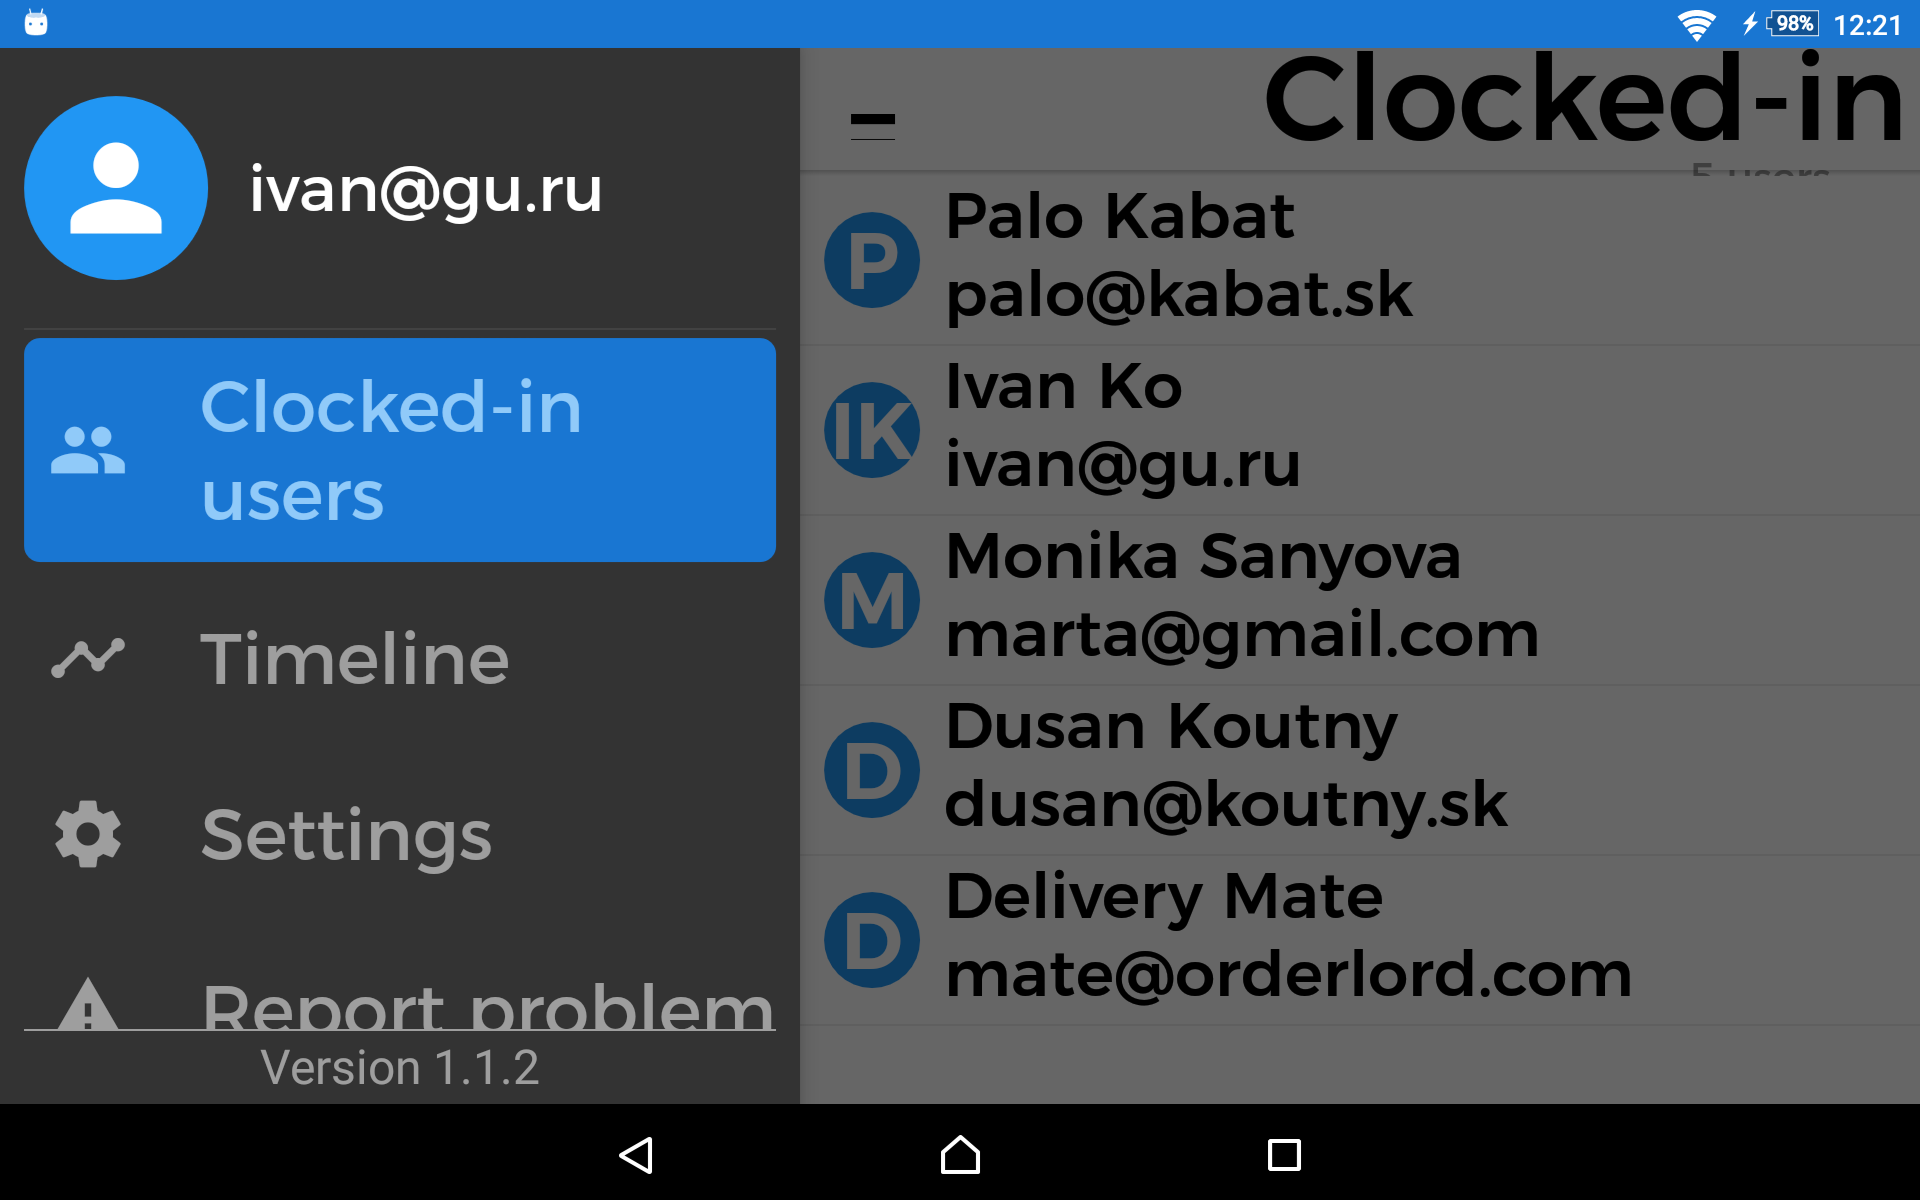 98% 12:21
ivan@gu.ru
Clocked-in
users
Timeline
Settings
Report problem
Version 1.1.2
Clocked-in
5 users
P
Palo Kabat
palo@kabat.sk
IK
Ivan Ko
ivan@gu.ru
M
Monika Sanyova
marta@gmail.com
D
Dusan Koutny
dusan@koutny.sk
D
Delivery Mate
mate@orderlord.com